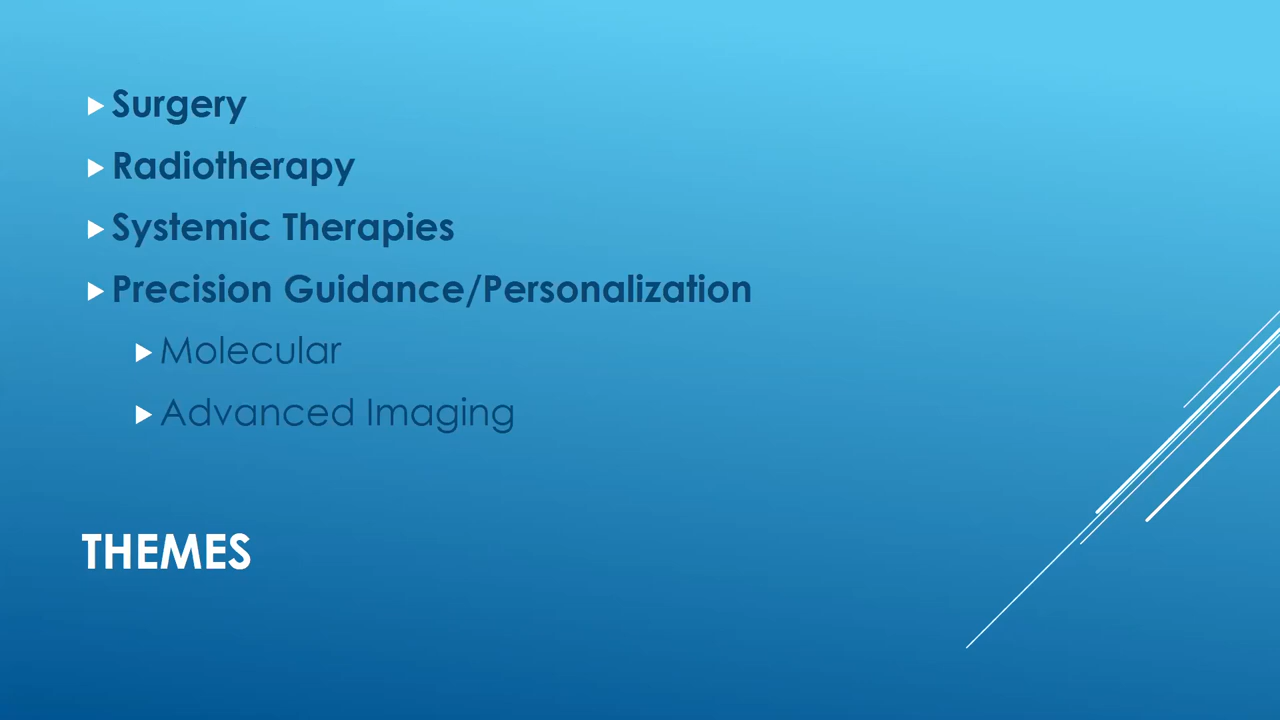 Surgery
Radiotherapy
Systemic Therapies
Precision Guidance/Personalization
Molecular
Advanced Imaging
THEMES